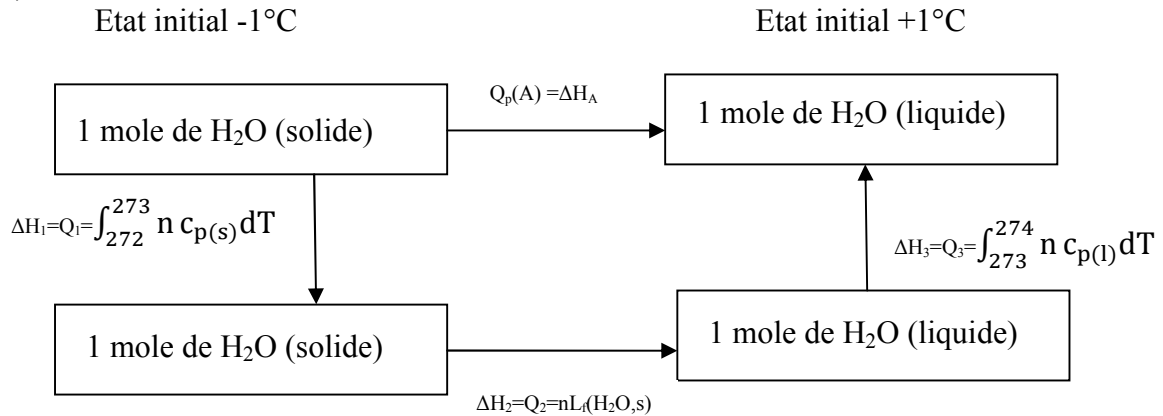 Etat initial -1°C
Etat initial +1°C
Qp(A) =ΔHA
1 mole de H2O (solide)
1 mole de H2O (liquide)
ΔH1=Q1=∫272^273 n cp(s)dT
ΔH3=Q3=∫273^274 n cp(l)dT
1 mole de H2O (solide)
1 mole de H2O (liquide)
ΔH2=Q2=nLf(H2O,s)